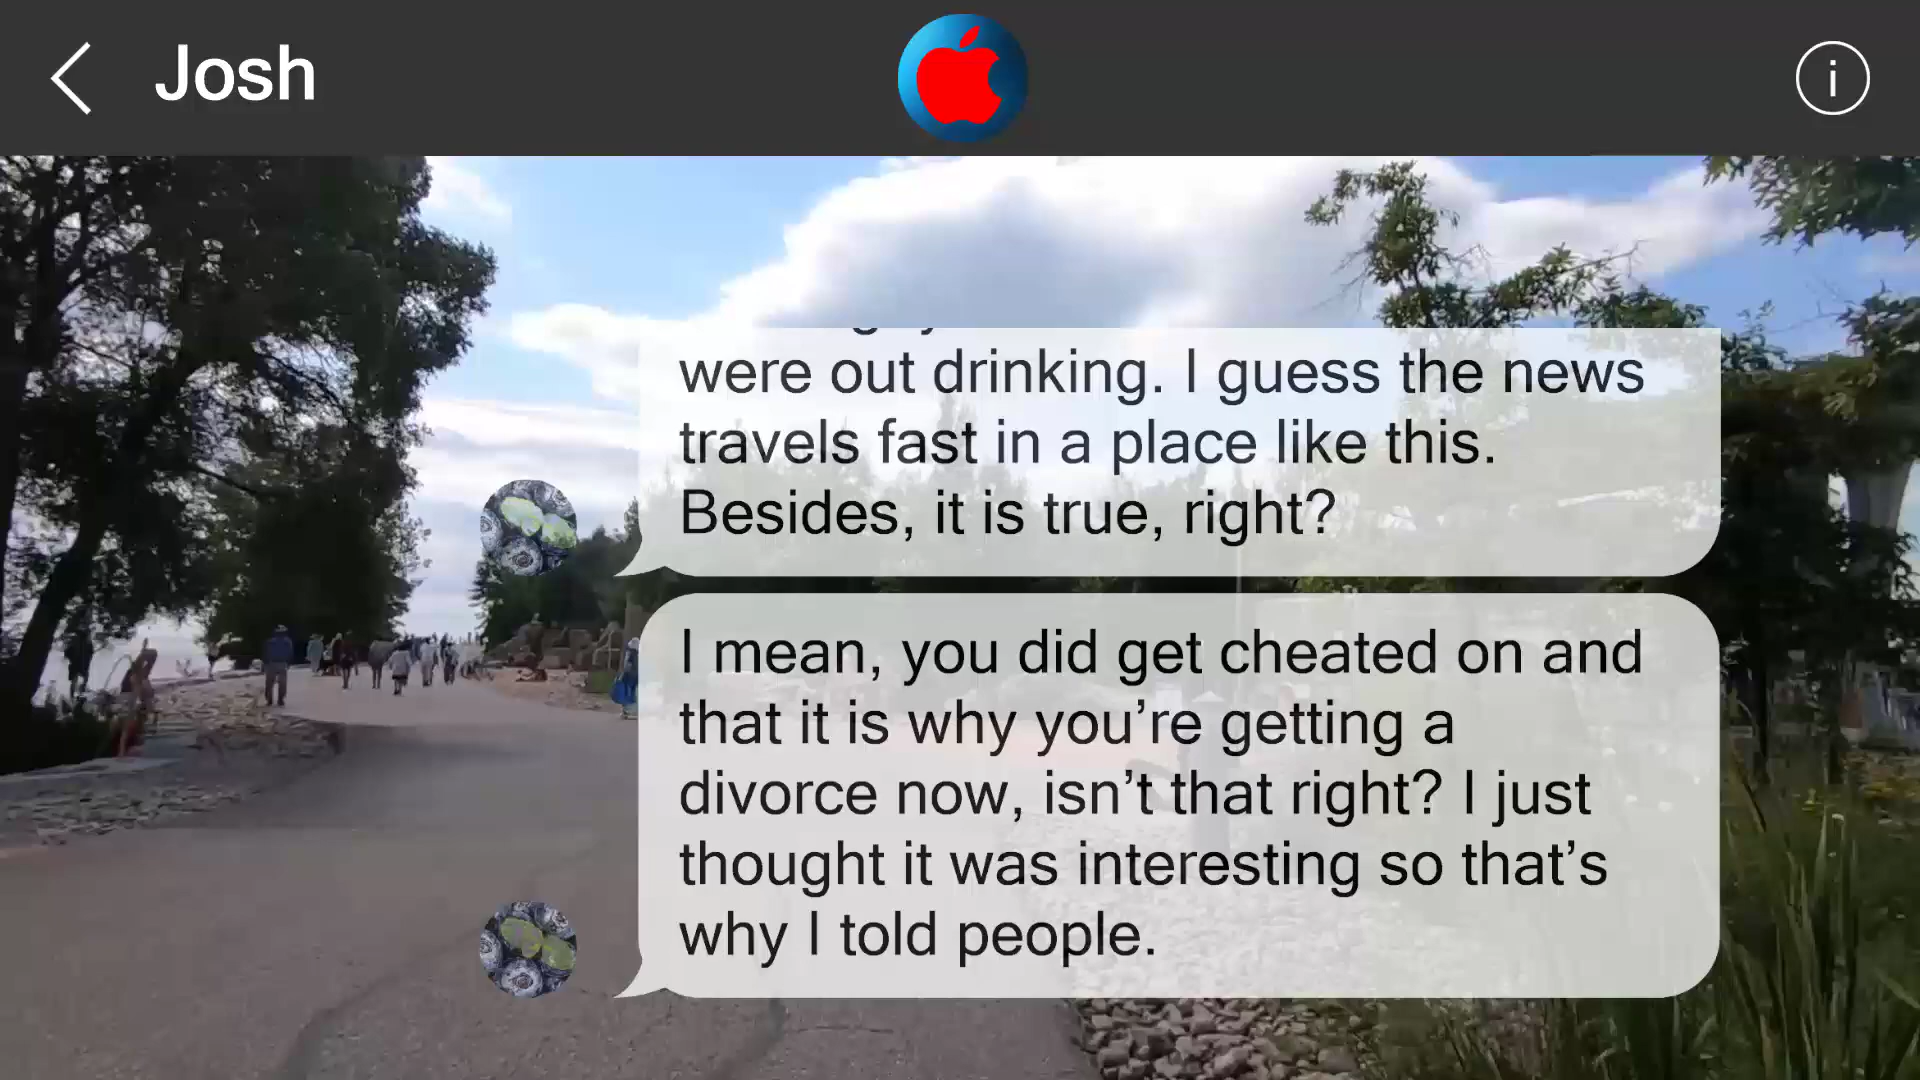 Josh
i
were out drinking. I guess the news
travels fast in a place like this.
Besides, it is true, right?
I mean, you did get cheated on and
that it is why you’re getting a
divorce now, isn’t that right? I just
thought it was interesting so that’s
why I told people.